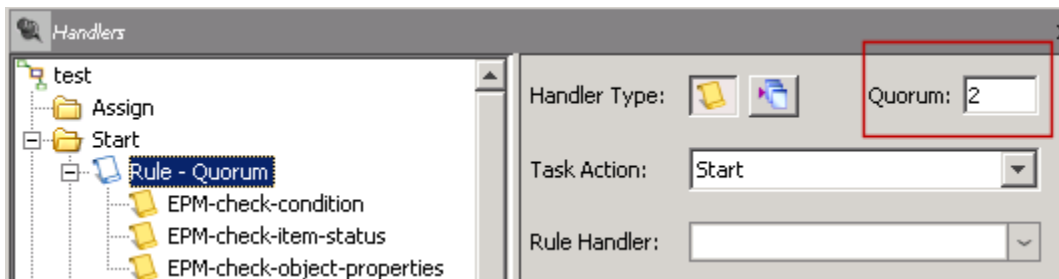 Handlers
test
Assign
Start
Rule - Quorum
EPM-check-condition
EPM-check-item-status
EPM-check-object-properties
Handler Type:
Quorum: 2
Task Action: Start
Rule Handler: